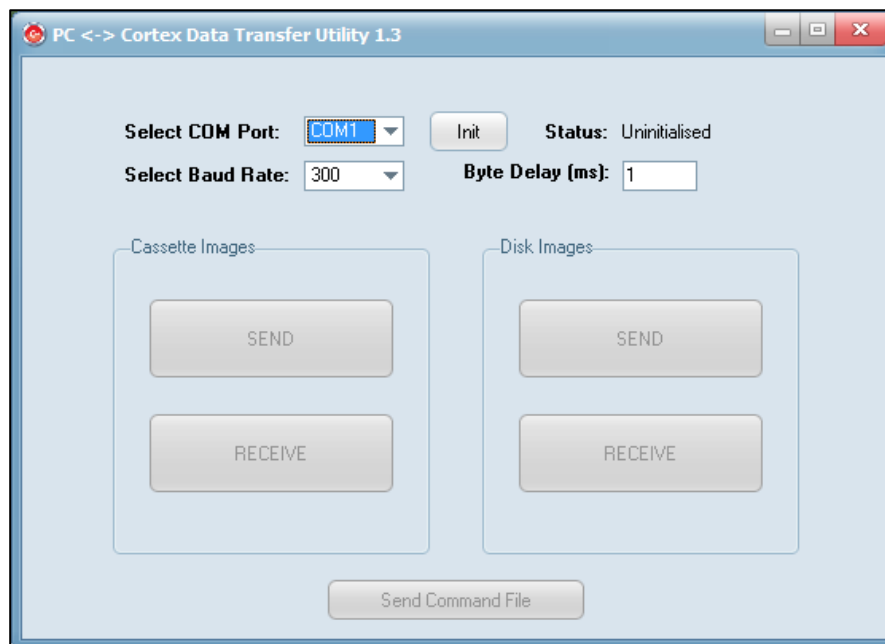 PC <-> Cortex Data Transfer Utility 1.3
Select COM Port: COM1 Init Status: Uninitialised
Select Baud Rate: 300 Byte Delay (ms): 1
Cassette Images Disk Images
SEND SEND
RECEIVE RECEIVE
Send Command File